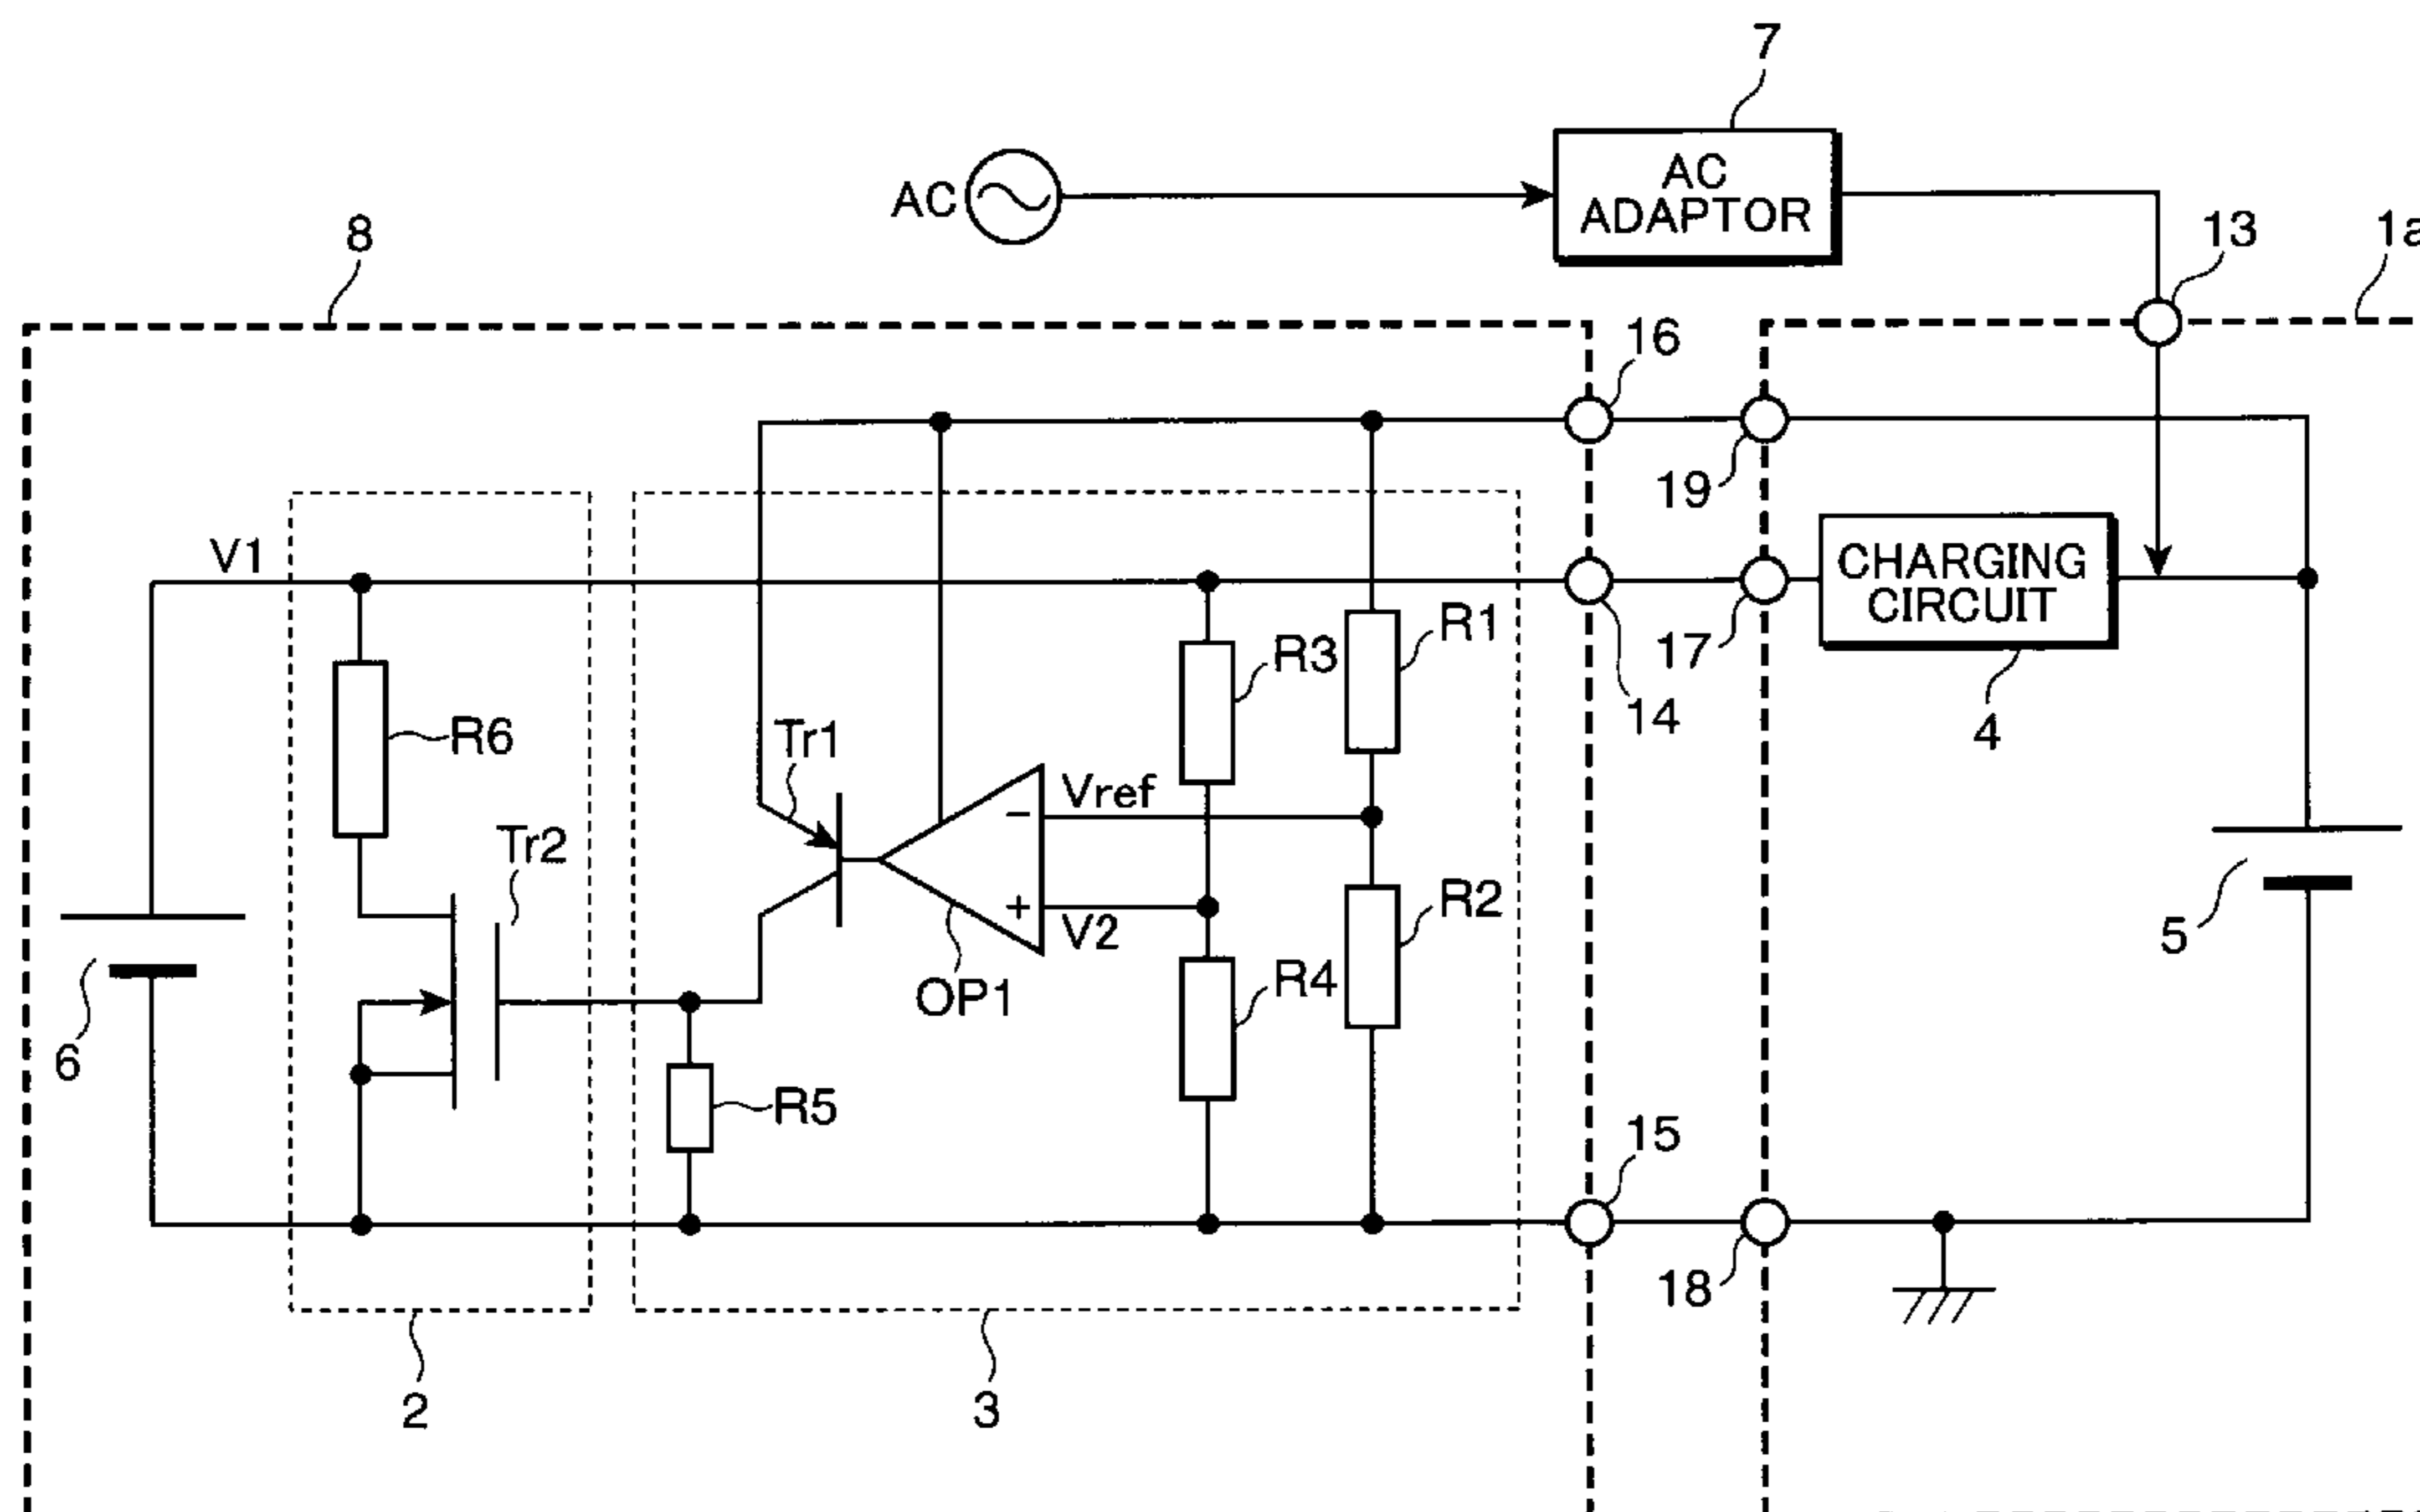 7
AC
AC
ADAPTOR
8
13
1a
16
19
V1
CHARGING
CIRCUIT
R1
R3
17
14
4
R6
Tr1
Vref
−
Tr2
R2
+
V2
5
R4
OP1
6
R5
15
18
2
3